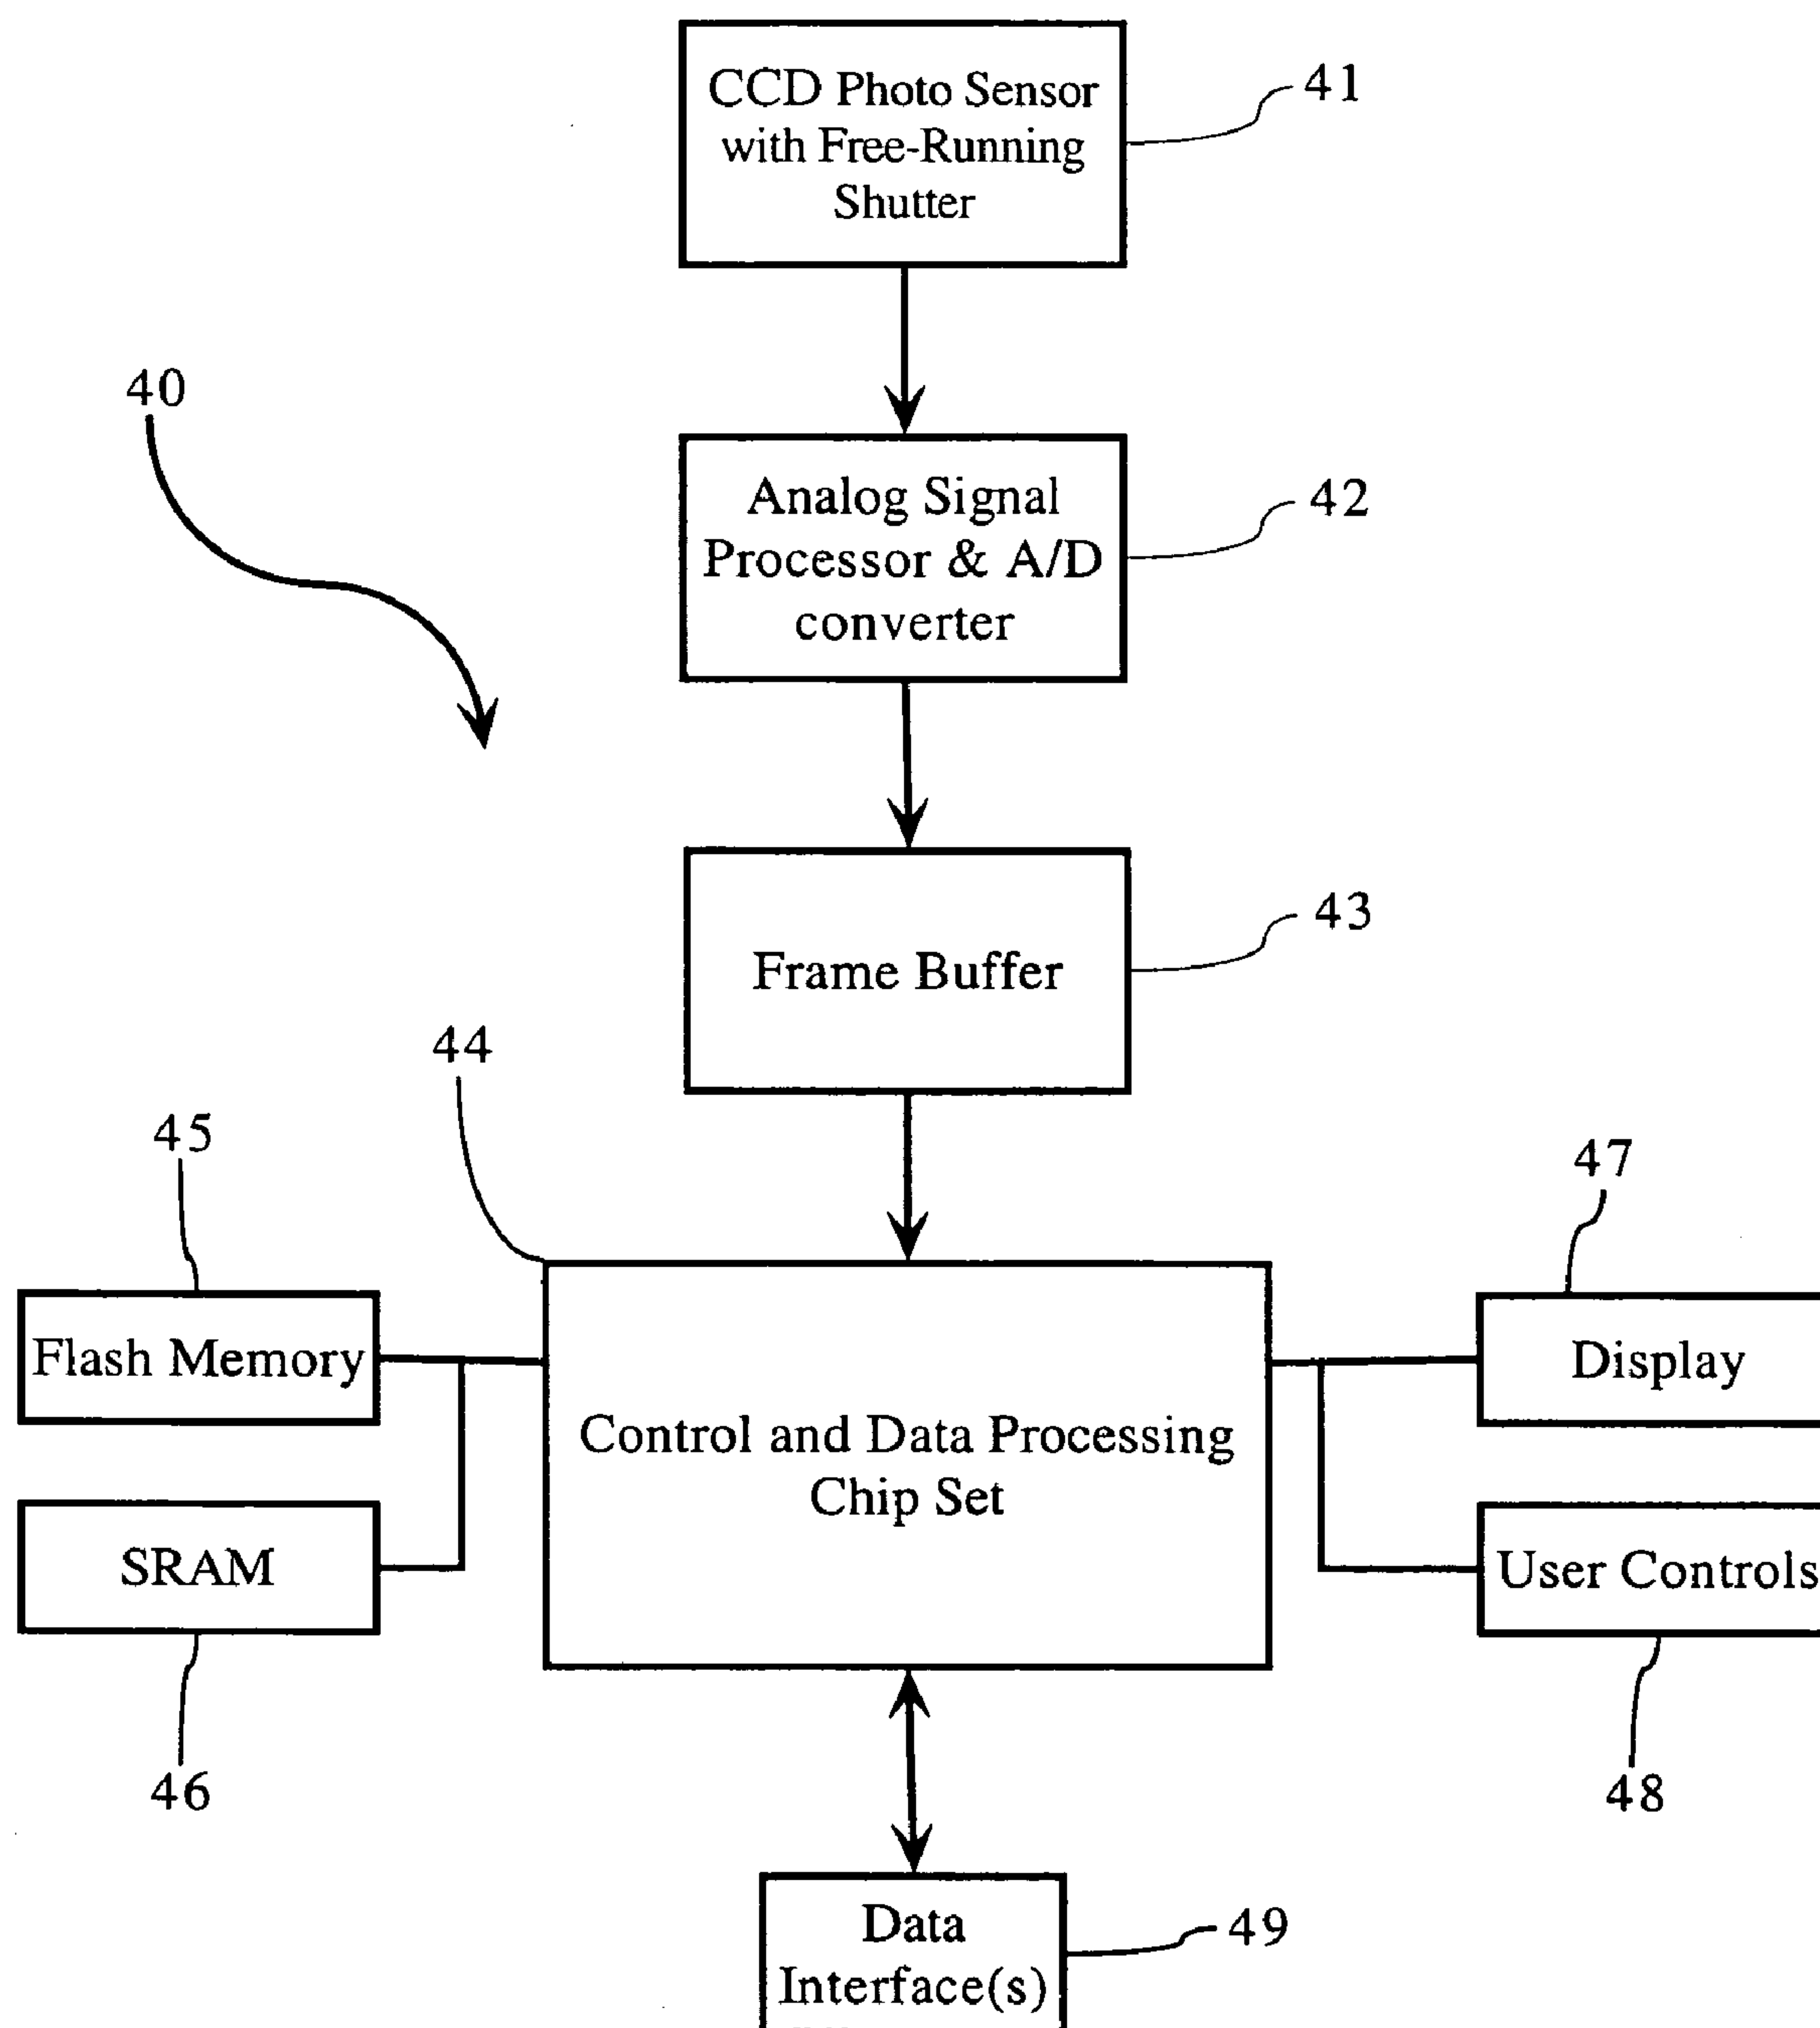 CCD Photo Sensor
with Free-Running
Shutter
41
40
Analog Signal
Processor & A/D
converter
42
Frame Buffer
43
44
45
47
Flash Memory
Display
Control and Data Processing
Chip Set
SRAM
User Controls
46
48
Data
Interface(s)
49